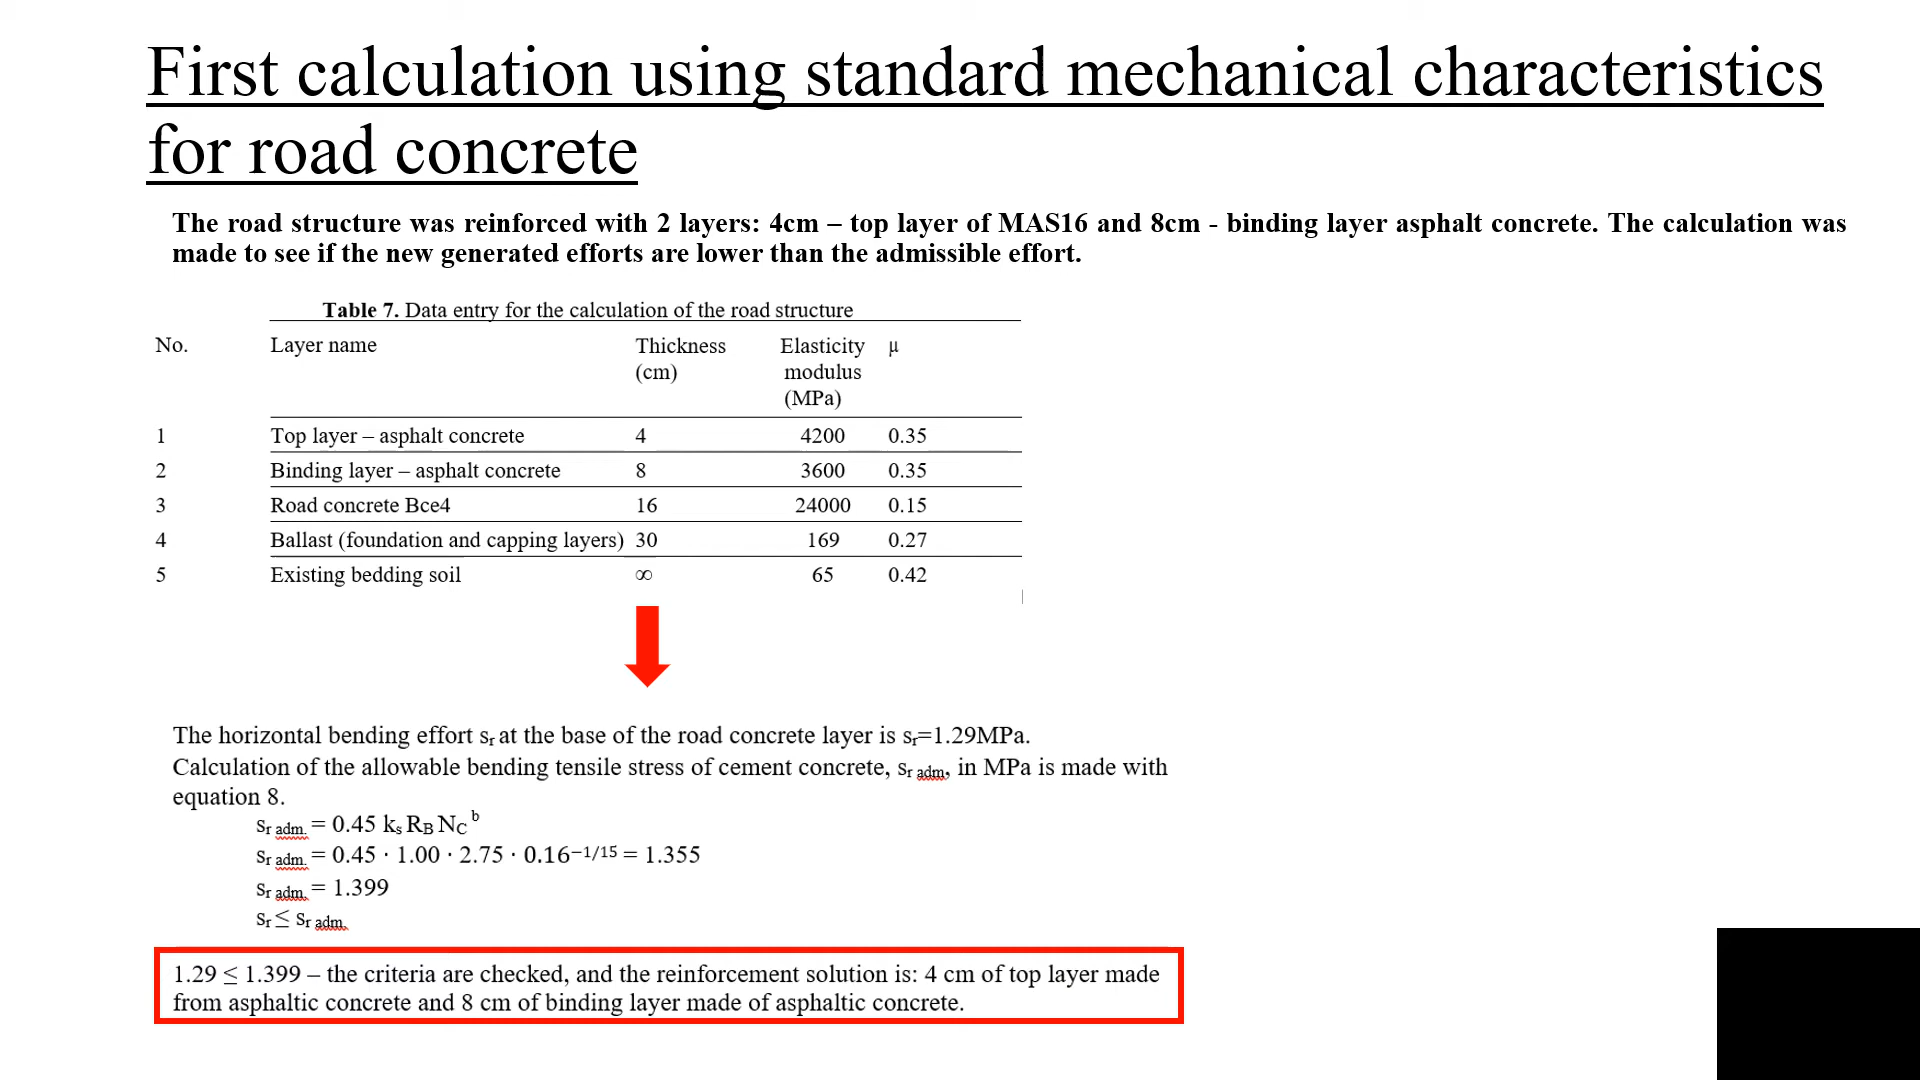 First calculation using standard mechanical characteristics
for road concrete
The road structure was reinforced with 2 layers: 4cm – top layer of MAS16 and 8cm - binding layer asphalt concrete. The calculation was
made to see if the new generated efforts are lower than the admissible effort.
Table 7. Data entry for the calculation of the road structure
No. Layer name Thickness (cm) Elasticity modulus (MPa) μ
1 Top layer – asphalt concrete 4 4200 0.35
2 Binding layer – asphalt concrete 8 3600 0.35
3 Road concrete Bce4 16 24000 0.15
4 Ballast (foundation and capping layers) 30 169 0.27
5 Existing bedding soil ∞ 65 0.42
The horizontal bending effort sr at the base of the road concrete layer is sr=1.29MPa.
Calculation of the allowable bending tensile stress of cement concrete, sr adm, in MPa is made with
equation 8.
sr adm. = 0.45 ks RB NC b
sr adm. = 0.45 · 1.00 · 2.75 · 0.16−1/15 = 1.355
sr adm. = 1.399
sr ≤ sr adm.
1.29 ≤ 1.399 – the criteria are checked, and the reinforcement solution is: 4 cm of top layer made
from asphaltic concrete and 8 cm of binding layer made of asphaltic concrete.